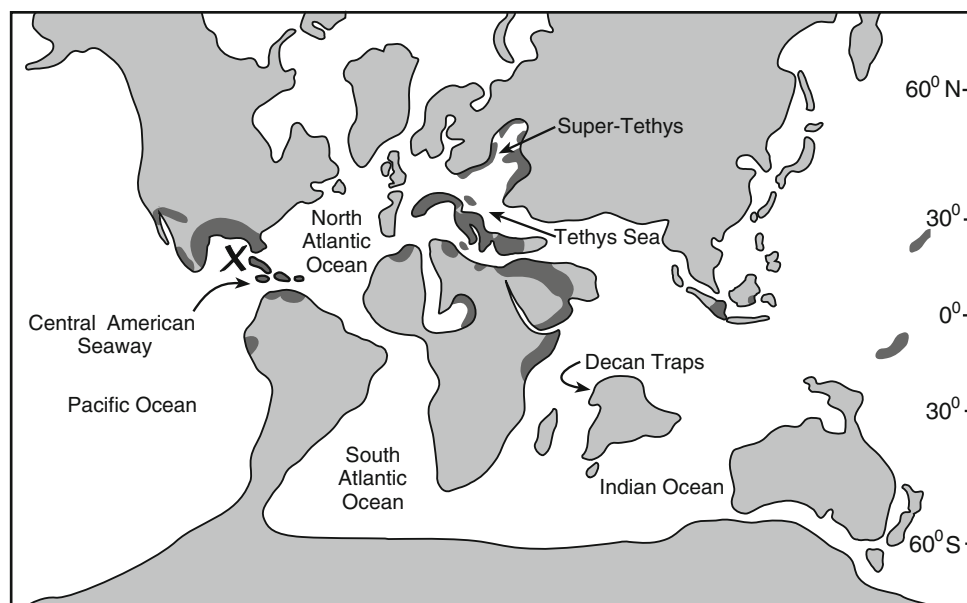 60⁰ N
Super-Tethys
30⁰
North
Atlantic
Ocean
Tethys Sea
X
Central American
Seaway
0⁰
Decan Traps
Pacific Ocean
30⁰
South
Atlantic
Ocean
Indian Ocean
60⁰ S